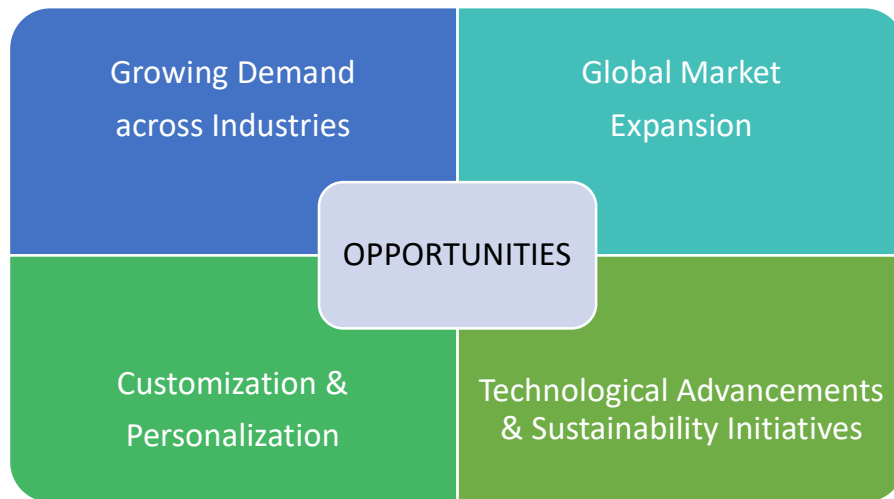 Growing Demand
across Industries
Global Market
Expansion
OPPORTUNITIES
Customization &
Personalization
Technological Advancements
& Sustainability Initiatives